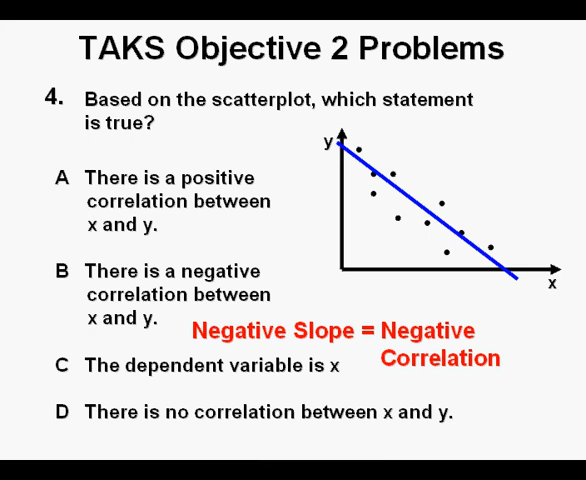 TAKS Objective 2 Problems
4. Based on the scatterplot, which statement
is true?
y
x
A There is a positive
correlation between
x and y.
B There is a negative
correlation between
x and y.
Negative Slope = Negative
Correlation
C The dependent variable is x
D There is no correlation between x and y.